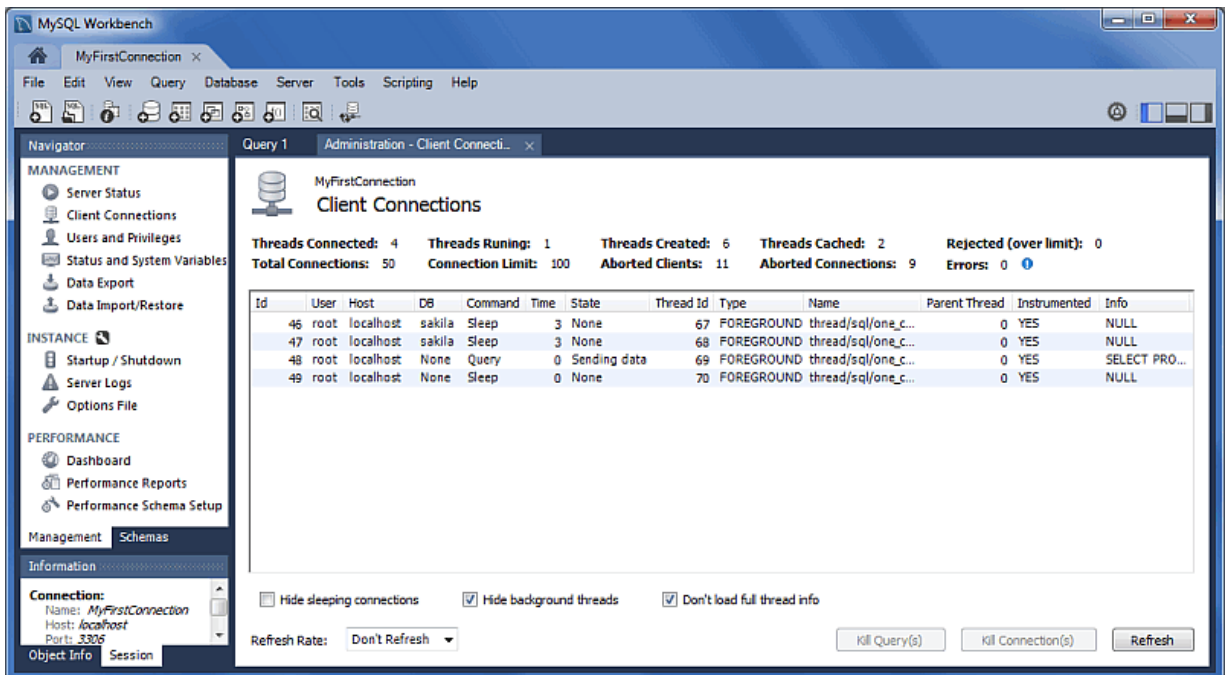 MySQL Workbench
MyFirstConnection
File Edit View Query Database Server Tools Scripting Help
Navigator
MANAGEMENT
Server Status
Client Connections
Users and Privileges
Status and System Variables
Data Export
Data Import/Restore
INSTANCE
Startup / Shutdown
Server Logs
Options File
PERFORMANCE
Dashboard
Performance Reports
Performance Schema Setup
Management Schemas
Information
Connection:
Name: MyFirstConnection
Host: localhost
Port: 3306
Object Info Session
Query 1 Administration - Client Connecti...
MyFirstConnection
Client Connections
Threads Connected: 4 Threads Runing: 1 Threads Created: 6 Threads Cached: 2 Rejected (over limit): 0
Total Connections: 50 Connection Limit: 100 Aborted Clients: 11 Aborted Connections: 9 Errors: 0
Id User Host DB Command Time State Thread Id Type Name Parent Thread Instrumented Info
46 root localhost sakila Sleep 3 None 67 FOREGROUND thread/sql/one_c... 0 YES NULL
47 root localhost sakila Sleep 3 None 68 FOREGROUND thread/sql/one_c... 0 YES NULL
48 root localhost None Query 0 Sending data 69 FOREGROUND thread/sql/one_c... 0 YES SELECT PRO...
49 root localhost None Sleep 0 None 70 FOREGROUND thread/sql/one_c... 0 YES NULL
Hide sleeping connections Hide background threads Don't load full thread info
Refresh Rate: Don't Refresh Kill Query(s) Kill Connection(s) Refresh